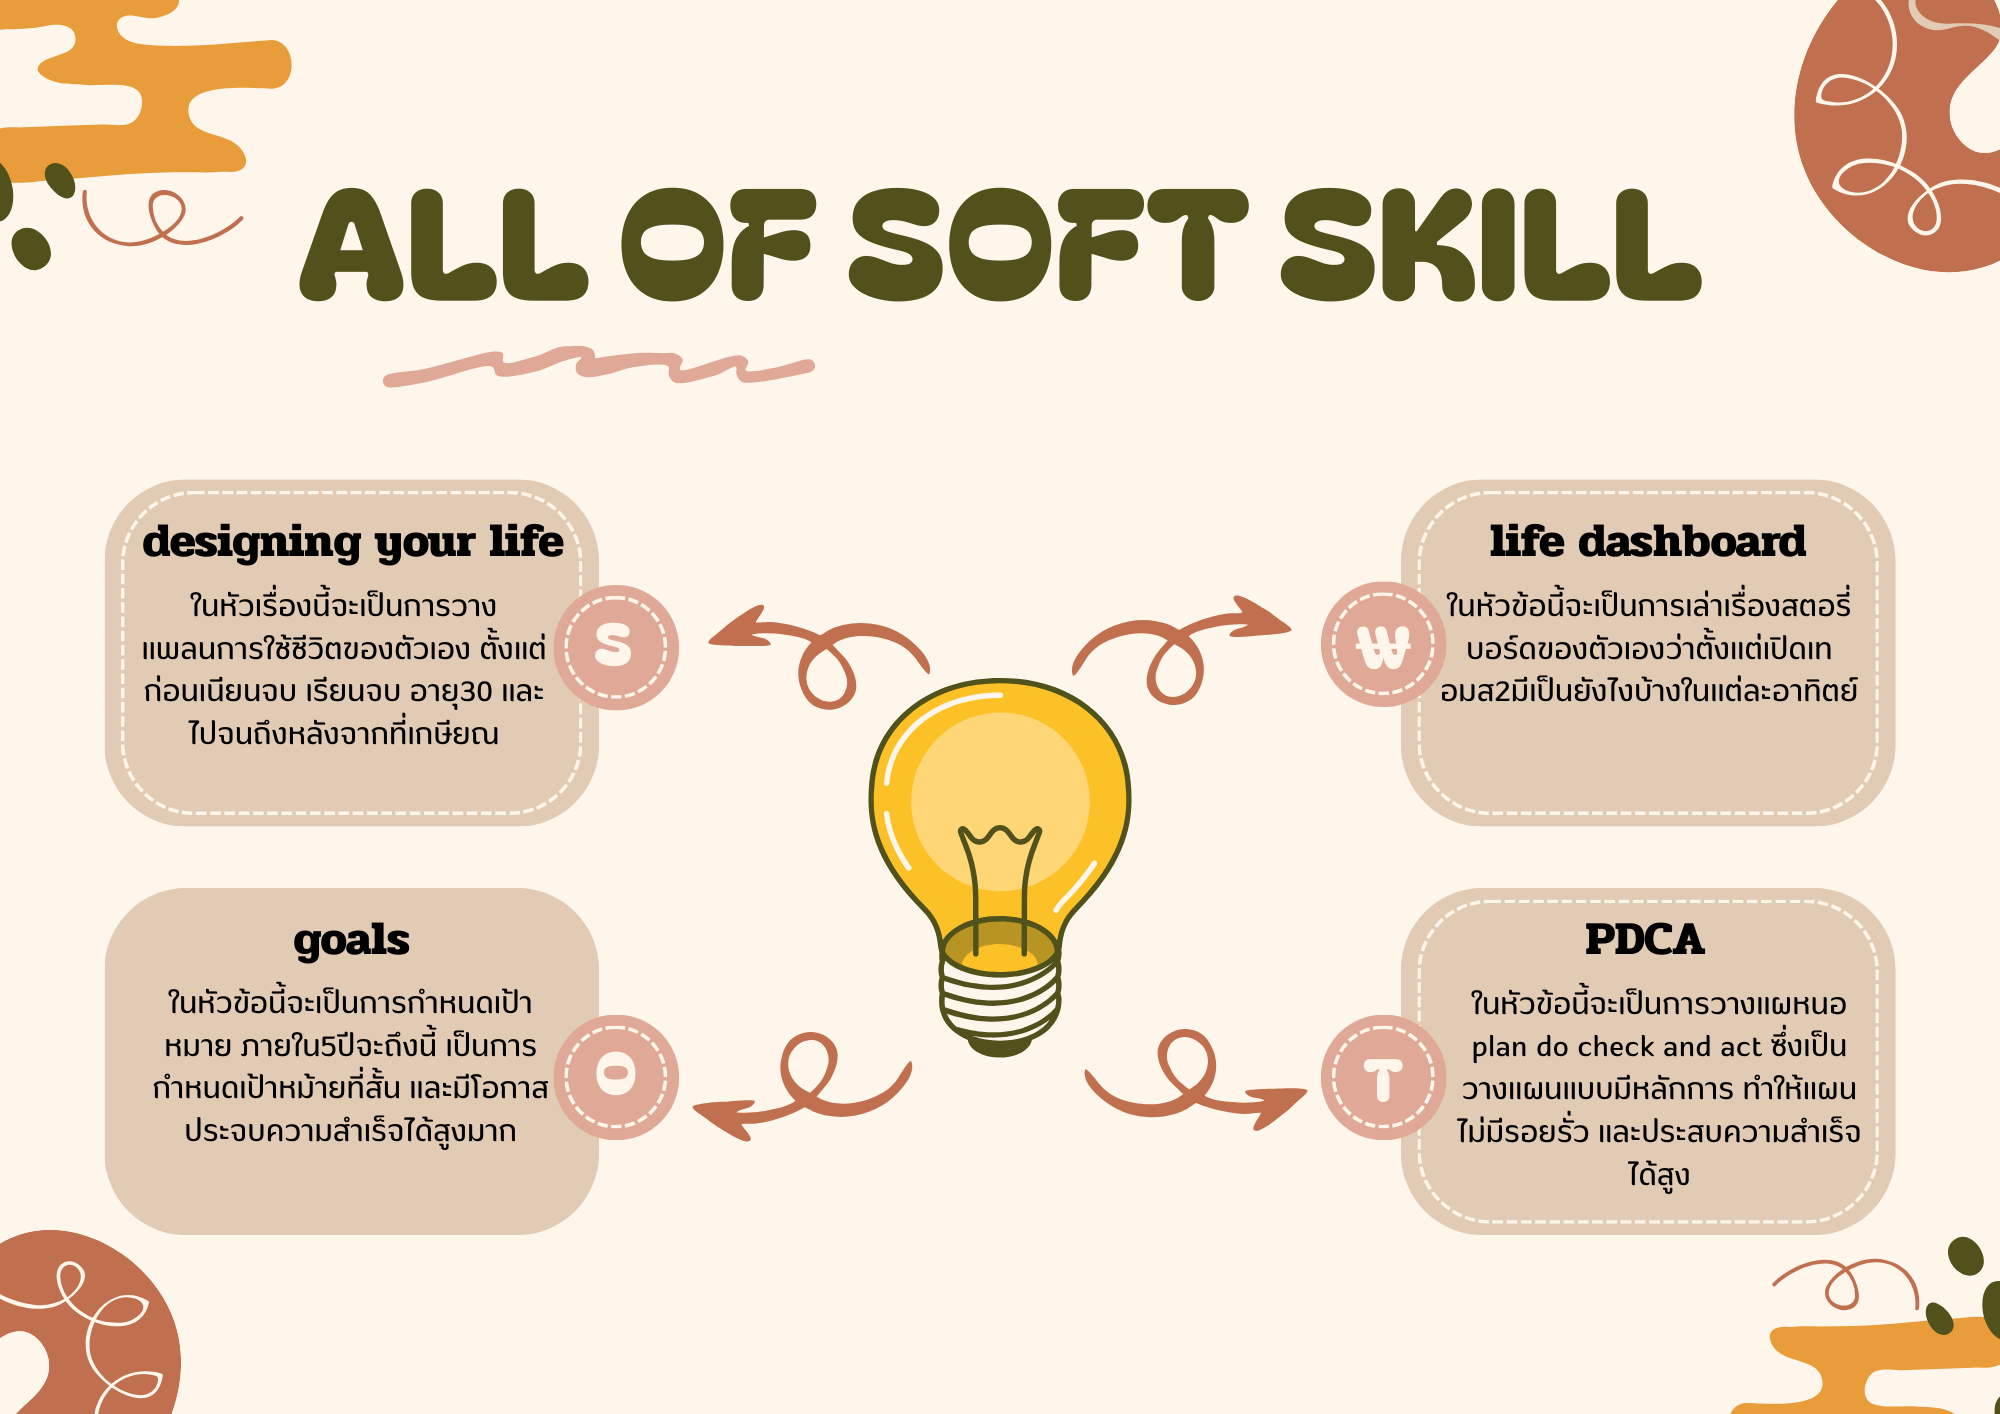 ALL OF SOFT SKILL
designing your life
ในหัวเรื่องนี้จะเป็นการวาง
แพลนการใช้ชีวิตของตัวเอง ตั้งแต่
ก่อนเนียนจบ เรียนจบ อายุ30 และ
ไปจนถึงหลังจากที่เกษียณ
S
life dashboard
ในหัวข้อนี้จะเป็นการเล่าเรื่องสตอรี่
บอร์ดของตัวเองว่าตั้งแต่เปิดเท
อมส2มีเป็นยังไงบ้างในแต่ละอาทิตย์
₩
goals
ในหัวข้อนี้จะเป็นการกำหนดเป้า
หมาย ภายใน5ปีจะถึงนี้ เป็นการ
กำหนดเป้าหม้ายที่สั้น และมีโอกาส
ประจบความสำเร็จได้สูงมาก
O
PDCA
ในหัวข้อนี้จะเป็นการวางแผหนอ
plan do check and act ซึ่งเป็น
วางแผนแบบมีหลักการ ทำให้แผน
ไม่มีรอยรั่ว และประสบความสำเร็จ
ได้สูง
T